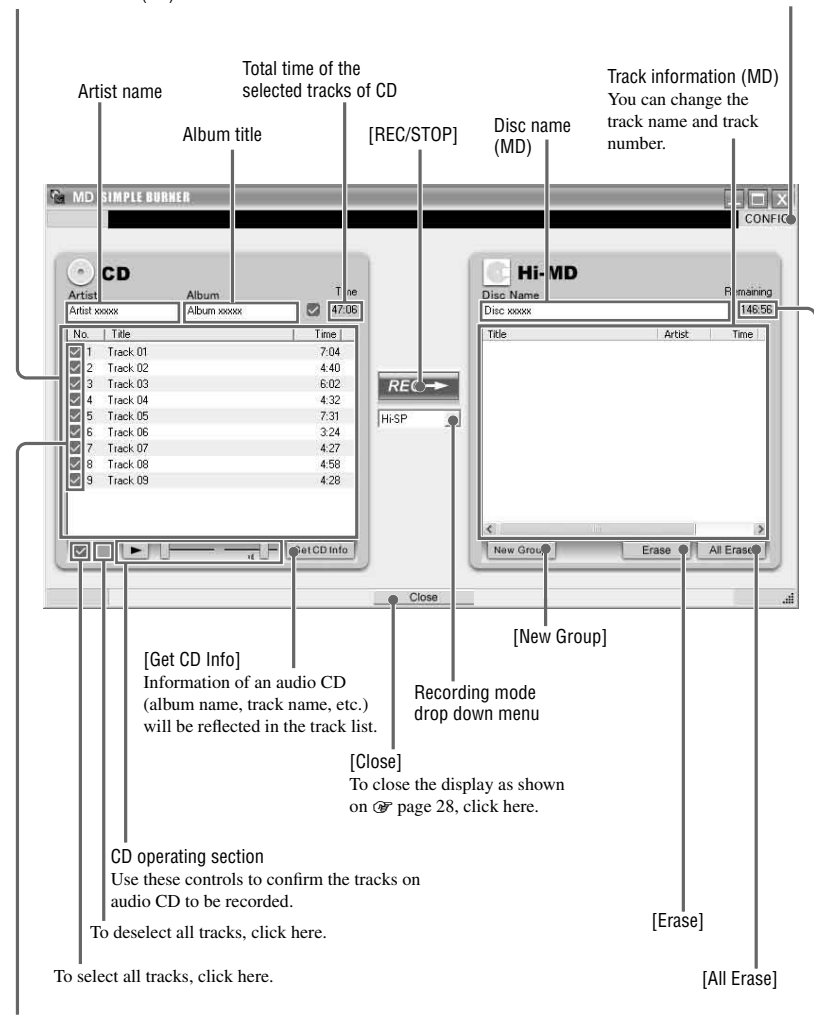 Artist name
Total time of the
selected tracks of CD
Album title
[REC/STOP]
Disc name
(MD)
Track information (MD)
You can change the
track name and track
number.
MD SIMPLE BURNER
CONFIG
CD
Artist
Album
Time
Artist xxxxx
Album xxxxx
47:06
No. Title Time
1 Track 01 7:04
2 Track 02 4:40
3 Track 03 6:02
4 Track 04 4:32
5 Track 05 7:31
6 Track 06 3:24
7 Track 07 4:27
8 Track 08 4:58
9 Track 09 4:28
Get CD Info
REC
Hi-SP
Hi-MD
Disc Name
Remaining
Disc xxxxx
146:56
Title Artist Time
New Group
Erase
All Erase
Close
[New Group]
[Get CD Info]
Information of an audio CD
(album name, track name, etc.)
will be reflected in the track list.
Recording mode
drop down menu
[Close]
To close the display as shown
on ☞ page 28, click here.
CD operating section
Use these controls to confirm the tracks on
audio CD to be recorded.
To deselect all tracks, click here.
To select all tracks, click here.
[Erase]
[All Erase]